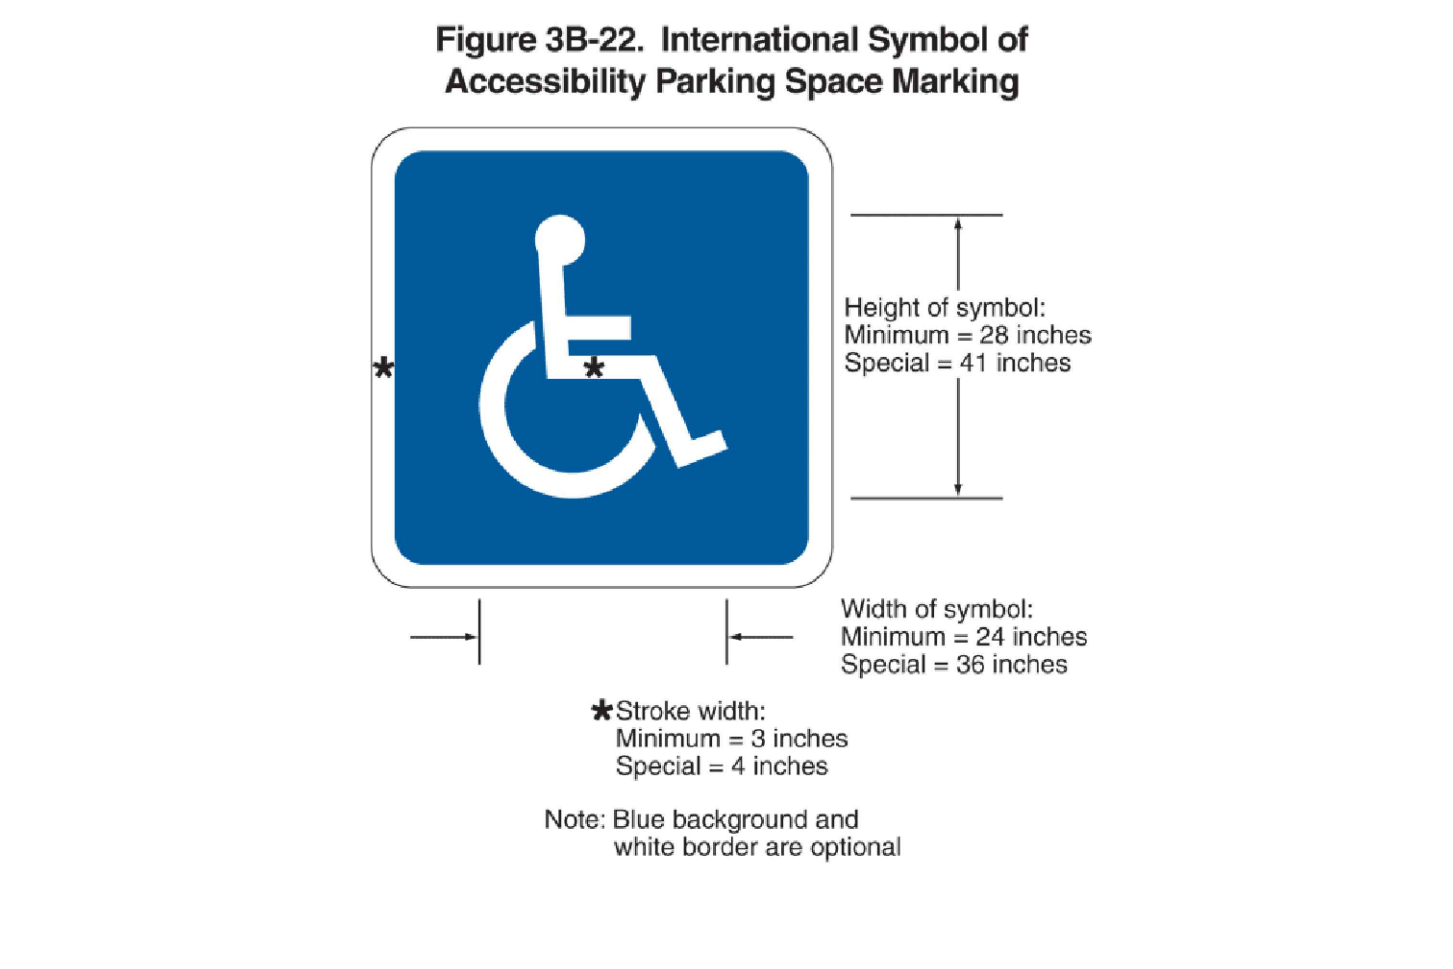 Figure 3B-22. International Symbol of
Accessibility Parking Space Marking
Height of symbol:
Minimum = 28 inches
Special = 41 inches
*
*
Width of symbol:
Minimum = 24 inches
Special = 36 inches
*Stroke width:
Minimum = 3 inches
Special = 4 inches
Note: Blue background and
white border are optional